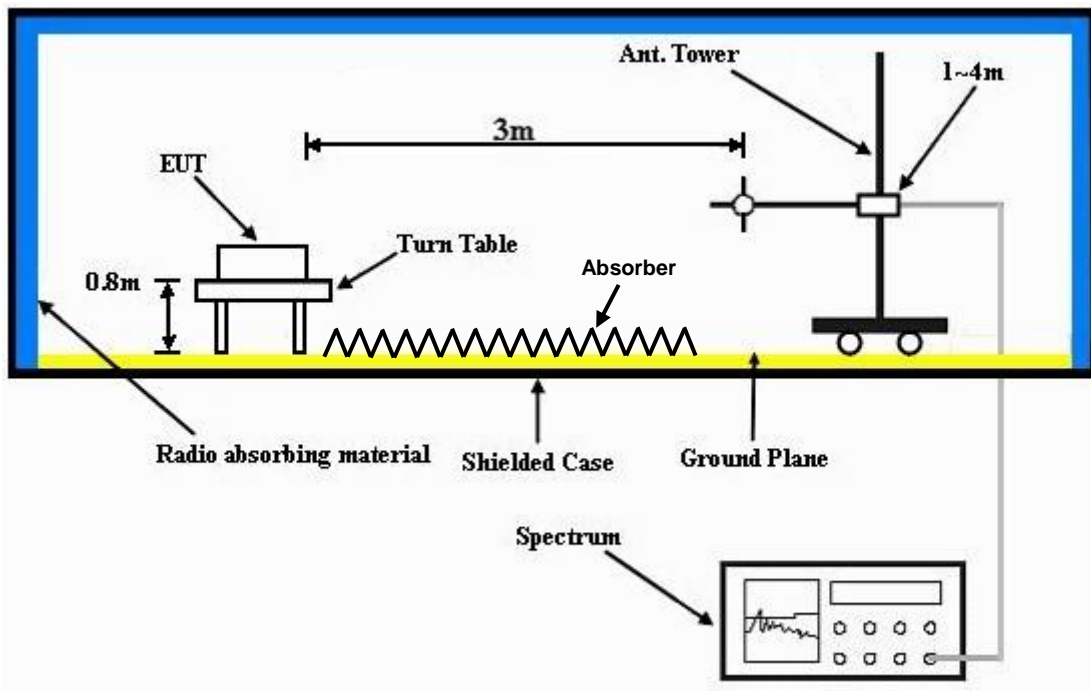 Ant. Tower
1~4m
3m
EUT
Turn Table
Absorber
0.8m
Radio absorbing material
Shielded Case
Ground Plane
Spectrum